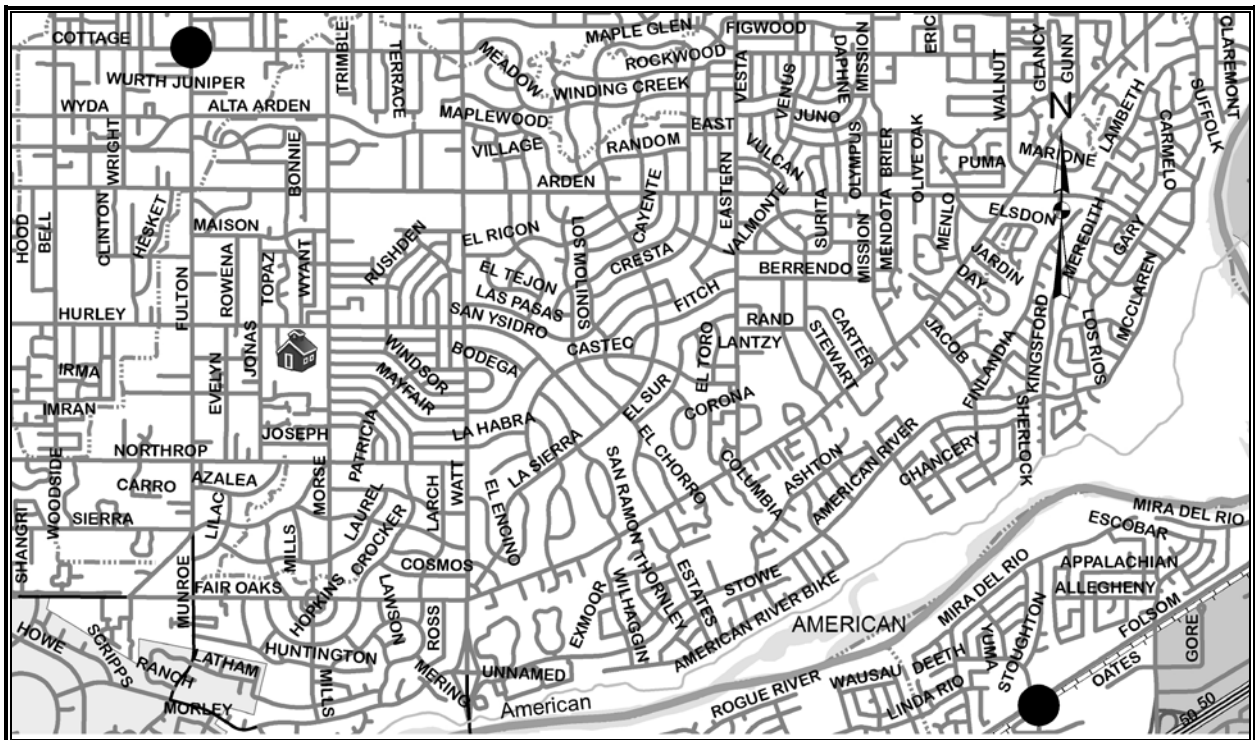 COTTAGE
MAPLE GLEN
FIGWOOD
ERIC
GLANCY
GUNN
CLAREMONT
TRIMBLE
TERRACE
MEADOW
ROCKWOOD
DAPHNE
MISSION
WURTH JUNIPER
WINDING CREEK
VESTA
VENUS
WALNUT
LAMBETH
SUFFOLK
WYDA
ALTA ARDEN
MAPLEWOOD
EAST
JUNO
N
CARMELO
WRIGHT
BONNIE
VILLAGE
RANDOM
VULCAN
OLYMPUS
BRIER
OLIVE OAK
PUMA
MARIONE
ARDEN
HOOD
BELL
CLINTON
HESKET
MAISON
EL RICON
LOS MOLINOS
CAYENTE
EASTERN
VALMONTE
SURITA
MISSION
MENDOTA
MENLO
ELSDON
MEREDITH
GARY
ROWENA
TOPAZ
WYANT
RUSHDEN
CRESTA
BERRENDO
JARDIN
DAY
MCCLAREN
FULTON
EL TEJON
LAS PASAS
FITCH
HURLEY
SAN YSIDRO
RAND
CARTER
KINGSFORD
LOS RIOS
JONAS
WINDSOR
BODEGA
CASTEC
EL TORO
LANTZY
STEWART
JACOB
FINLANDIA
IRMA
EVELYN
MAYFAIR
EL SUR
CORONA
IMRAN
PATRICIA
LA HABRA
SHERLOCK
NORTHROP
JOSEPH
LA SIERRA
EL CHORRO
COLUMBIA
ASHTON
AMERICAN RIVER
CHANCERY
WOODSIDE
CARRO
AZALEA
MORSE
WATT
SAN RAMON
SHANGRI
SIERRA
LILAC
MILLS
LAUREL
CROCKER
LARCH
EL ENCINO
MIRA DEL RIO
ESCOBAR
COSMOS
THORNLEY
ESTATES
STOWE
APPALACHIAN
MUNROE
FAIR OAKS
HOPKINS
LAWSON
ROSS
EXMOOR
WILHAGGIN
AMERICAN RIVER BIKE
MIRA DEL RIO
ALLEGHENY
HOWE
SCRIPPS
AMERICAN
FOLSOM
RANCH
LATHAM
HUNTINGTON
MERING
UNNAMED
DEETH
YUMA
STOUGHTON
GORE
OATES
MORLEY
MILLS
American
ROGUE RIVER
WAUSAU
LINDA RIO
50 50